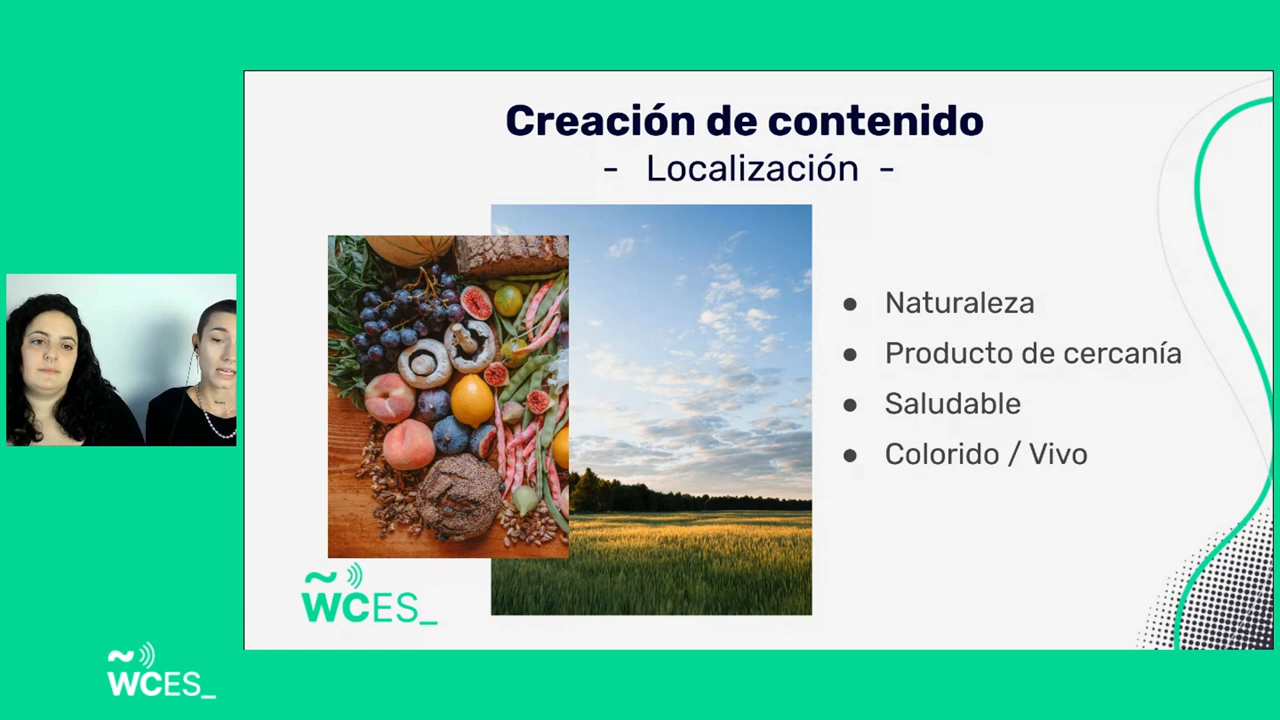 Creación de contenido
- Localización -
● Naturaleza
● Producto de cercanía
● Saludable
● Colorido / Vivo
WCES_
WCES_